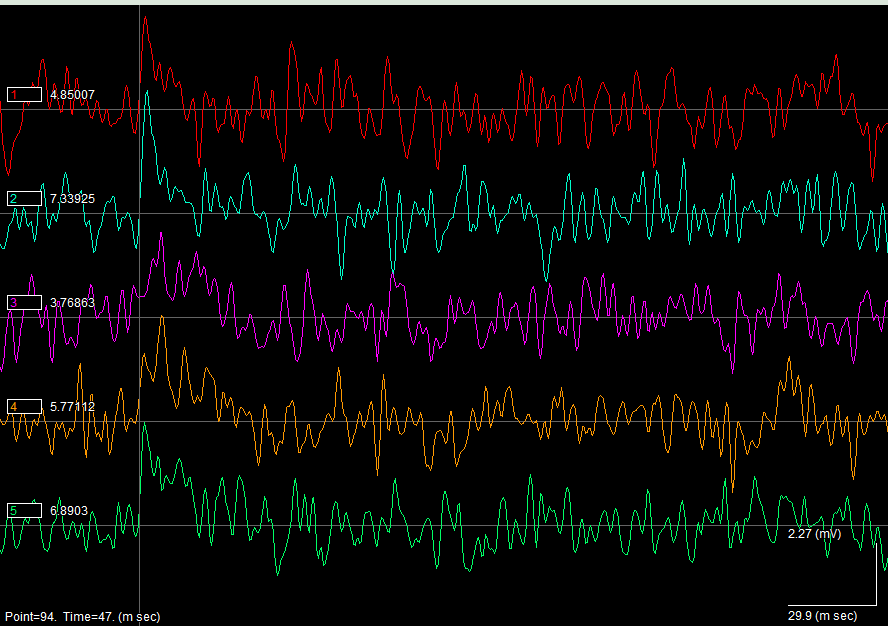 1 4.85007
2 7.33925
3 3.76863
4 5.77112
5 6.8903
2.27 (mV)
Point=94. Time=47. (m sec)
29.9 (m sec)